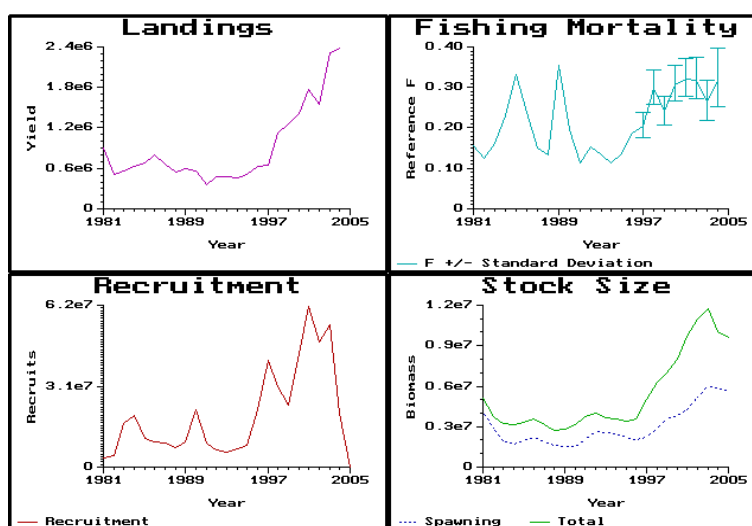 Landings
2.4e6
1.8e6
1.2e6
0.6e6
0
Yield
1981 1989 1997 2005
Year
Fishing Mortality
0.40
0.30
0.20
0.10
0
Reference F
1981 1989 1997 2005
Year
F +/- Standard Deviation
Recruitment
6.2e7
3.1e7
0
Recruits
1981 1989 1997 2005
Year
Recruitment
Stock Size
1.2e7
0.9e7
0.6e7
0.3e7
0
Biomass
1981 1989 1997 2005
Year
Spawning Total